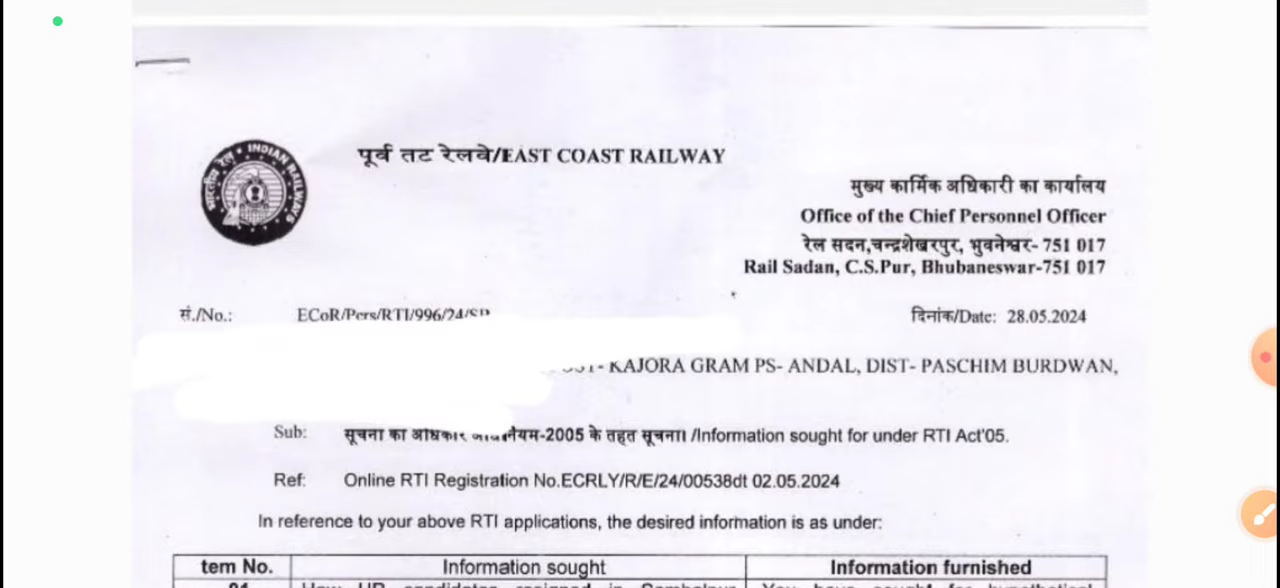 भारतीय रेल * INDIAN RAILWAYS
पूर्व तट रेलवे/EAST COAST RAILWAY
मुख्य कार्मिक अधिकारी का कार्यालय
Office of the Chief Personnel Officer
रेल सदन,चन्द्रशेखरपुर, भुवनेश्वर- 751 017
Rail Sadan, C.S.Pur, Bhubaneswar-751 017
सं./No.: ECoR/Pers/RTI/996/24/SP दिनांक/Date: 28.05.2024
KAJORA GRAM PS- ANDAL, DIST- PASCHIM BURDWAN,
Sub: सूचना का अधिकार अधिनियम-2005 के तहत सूचना। /Information sought for under RTI Act'05.
Ref: Online RTI Registration No.ECRLY/R/E/24/00538dt 02.05.2024
In reference to your above RTI applications, the desired information is as under:
tem No. Information sought Information furnished